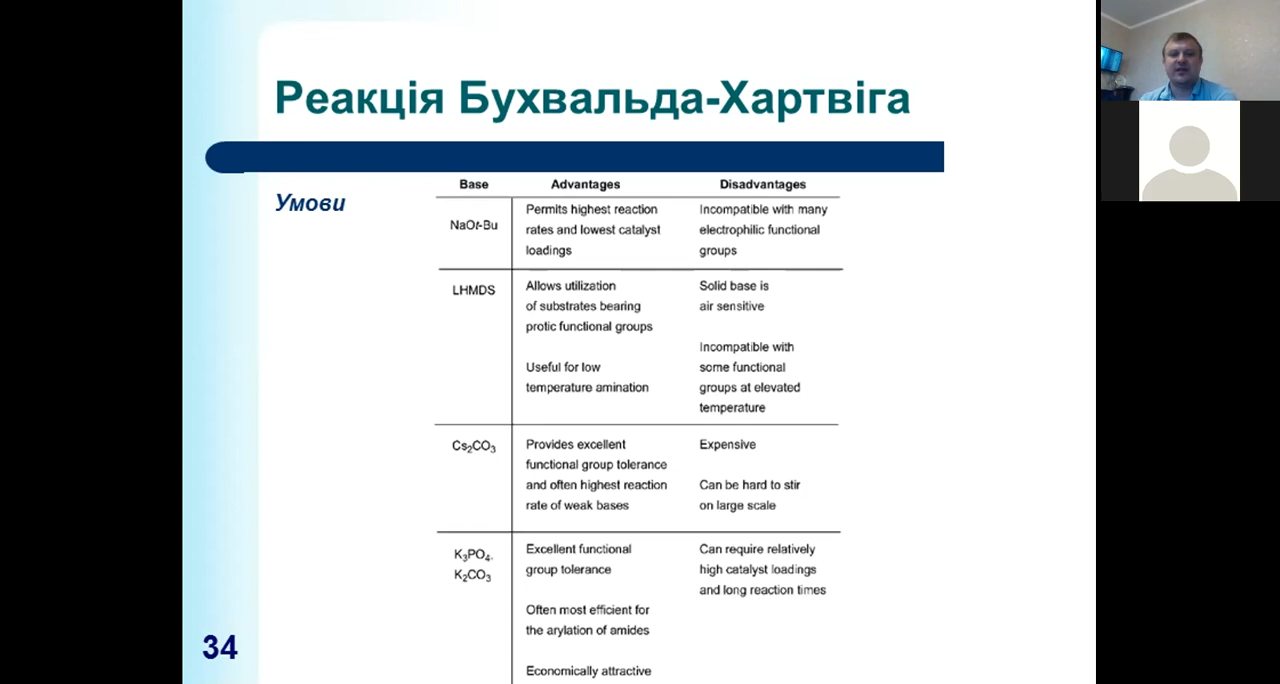 Реакція Бухвальда-Хартвіга
Умови
Base Advantages Disadvantages
NaOt-Bu
Permits highest reaction
rates and lowest catalyst
loadings
Incompatible with many
electrophilic functional
groups
LHMDS
Allows utilization
of substrates bearing
protic functional groups
Useful for low
temperature amination
Solid base is
air sensitive
Incompatible with
some functional
groups at elevated
temperature
Cs₂CO₃
Provides excellent
functional group tolerance
and often highest reaction
rate of weak bases
Expensive
Can be hard to stir
on large scale
K₃PO₄.
K₂CO₃
Excellent functional
group tolerance
Often most efficient for
the arylation of amides
Economically attractive
Can require relatively
high catalyst loadings
and long reaction times
34